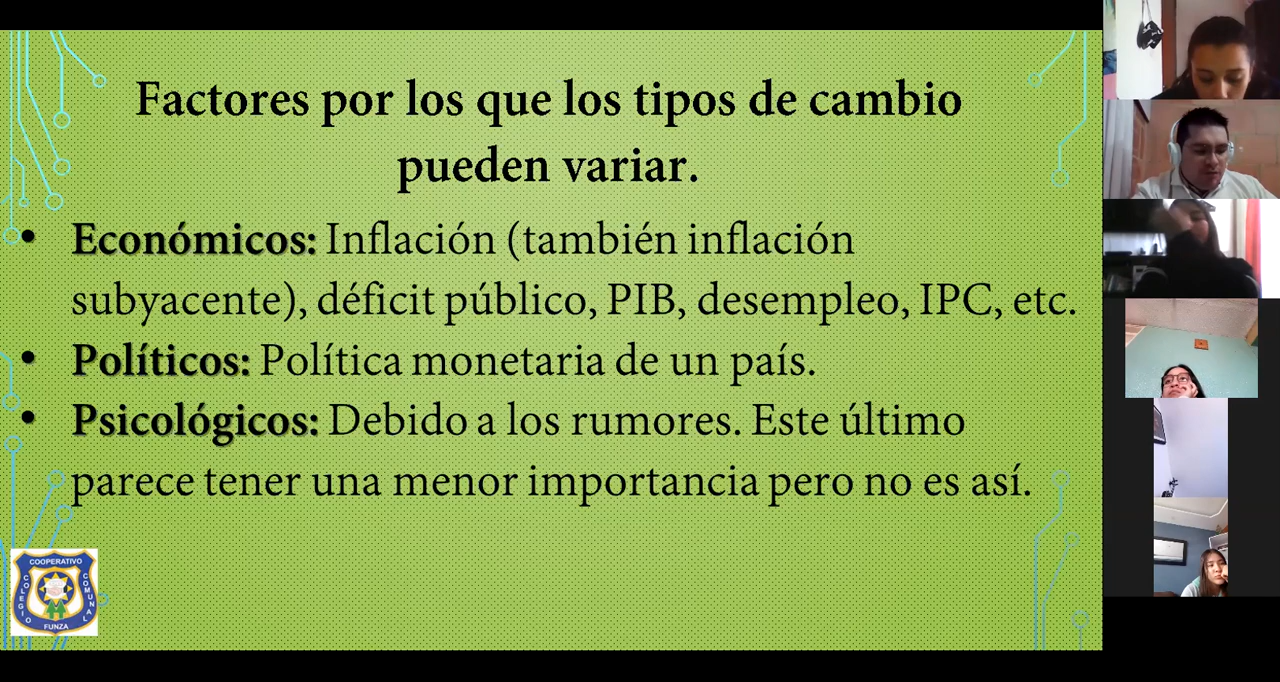 Factores por los que los tipos de cambio
pueden variar.
• Económicos: Inflación (también inflación
subyacente), déficit público, PIB, desempleo, IPC, etc.
• Políticos: Política monetaria de un país.
• Psicológicos: Debido a los rumores. Este último
parece tener una menor importancia pero no es así.
COOPERATIVO
COLEGIO
COMUNAL
FUNZA